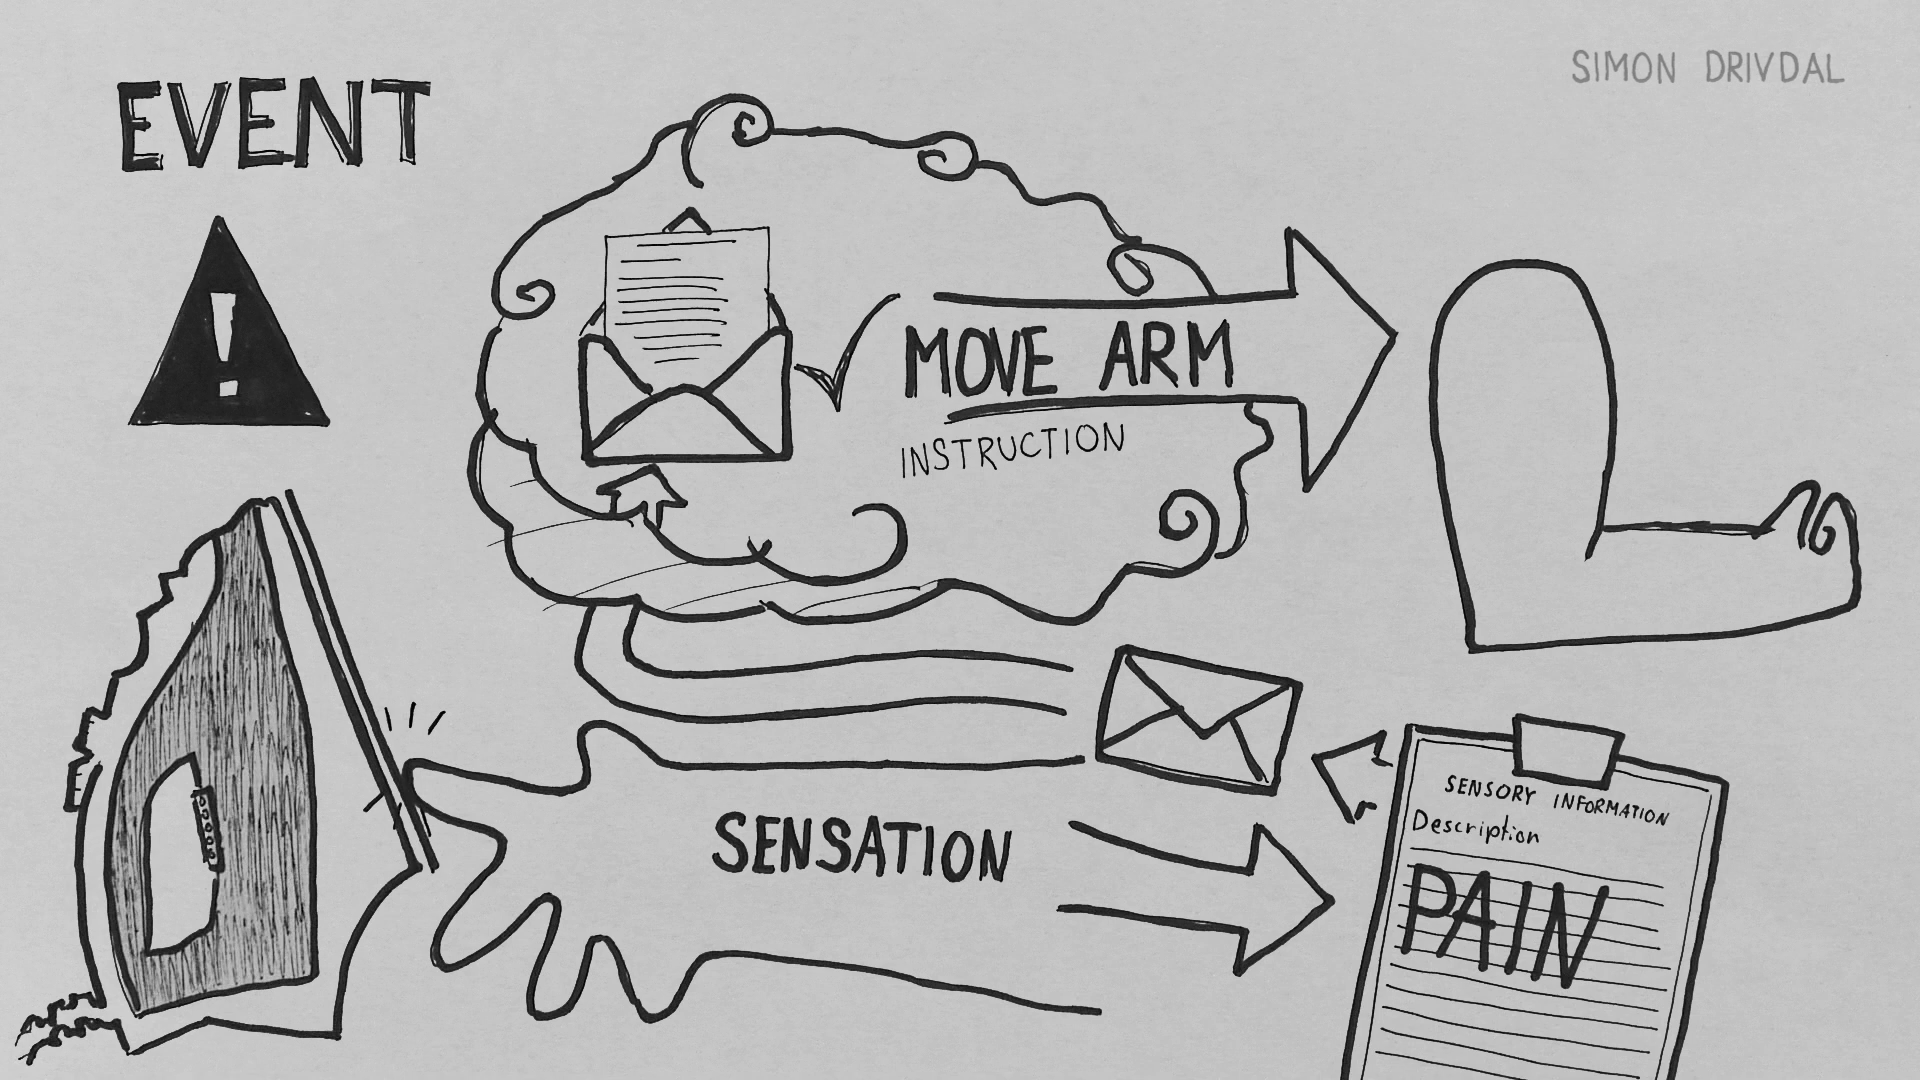 EVENT
SIMON DRIVDAL
!
MOVE ARM
INSTRUCTION
SENSATION
SENSORY INFORMATION
Description
PAIN